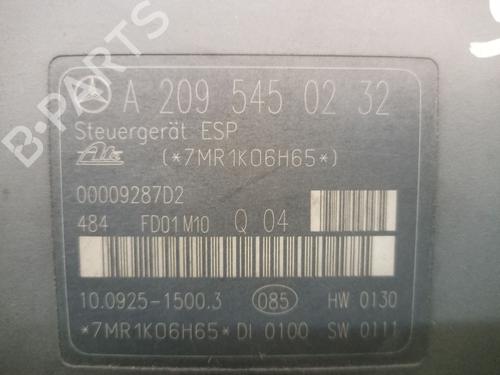 A 209 545 02 32
Steuergerät ESP
Ate (*7MR1K06H65*)
00009287D2
484 FD01M10 Q 04
10.0925-1500.3 085 HW 0130
*7MR1K06H65* DI 0100 SW 0111
B-PARTS